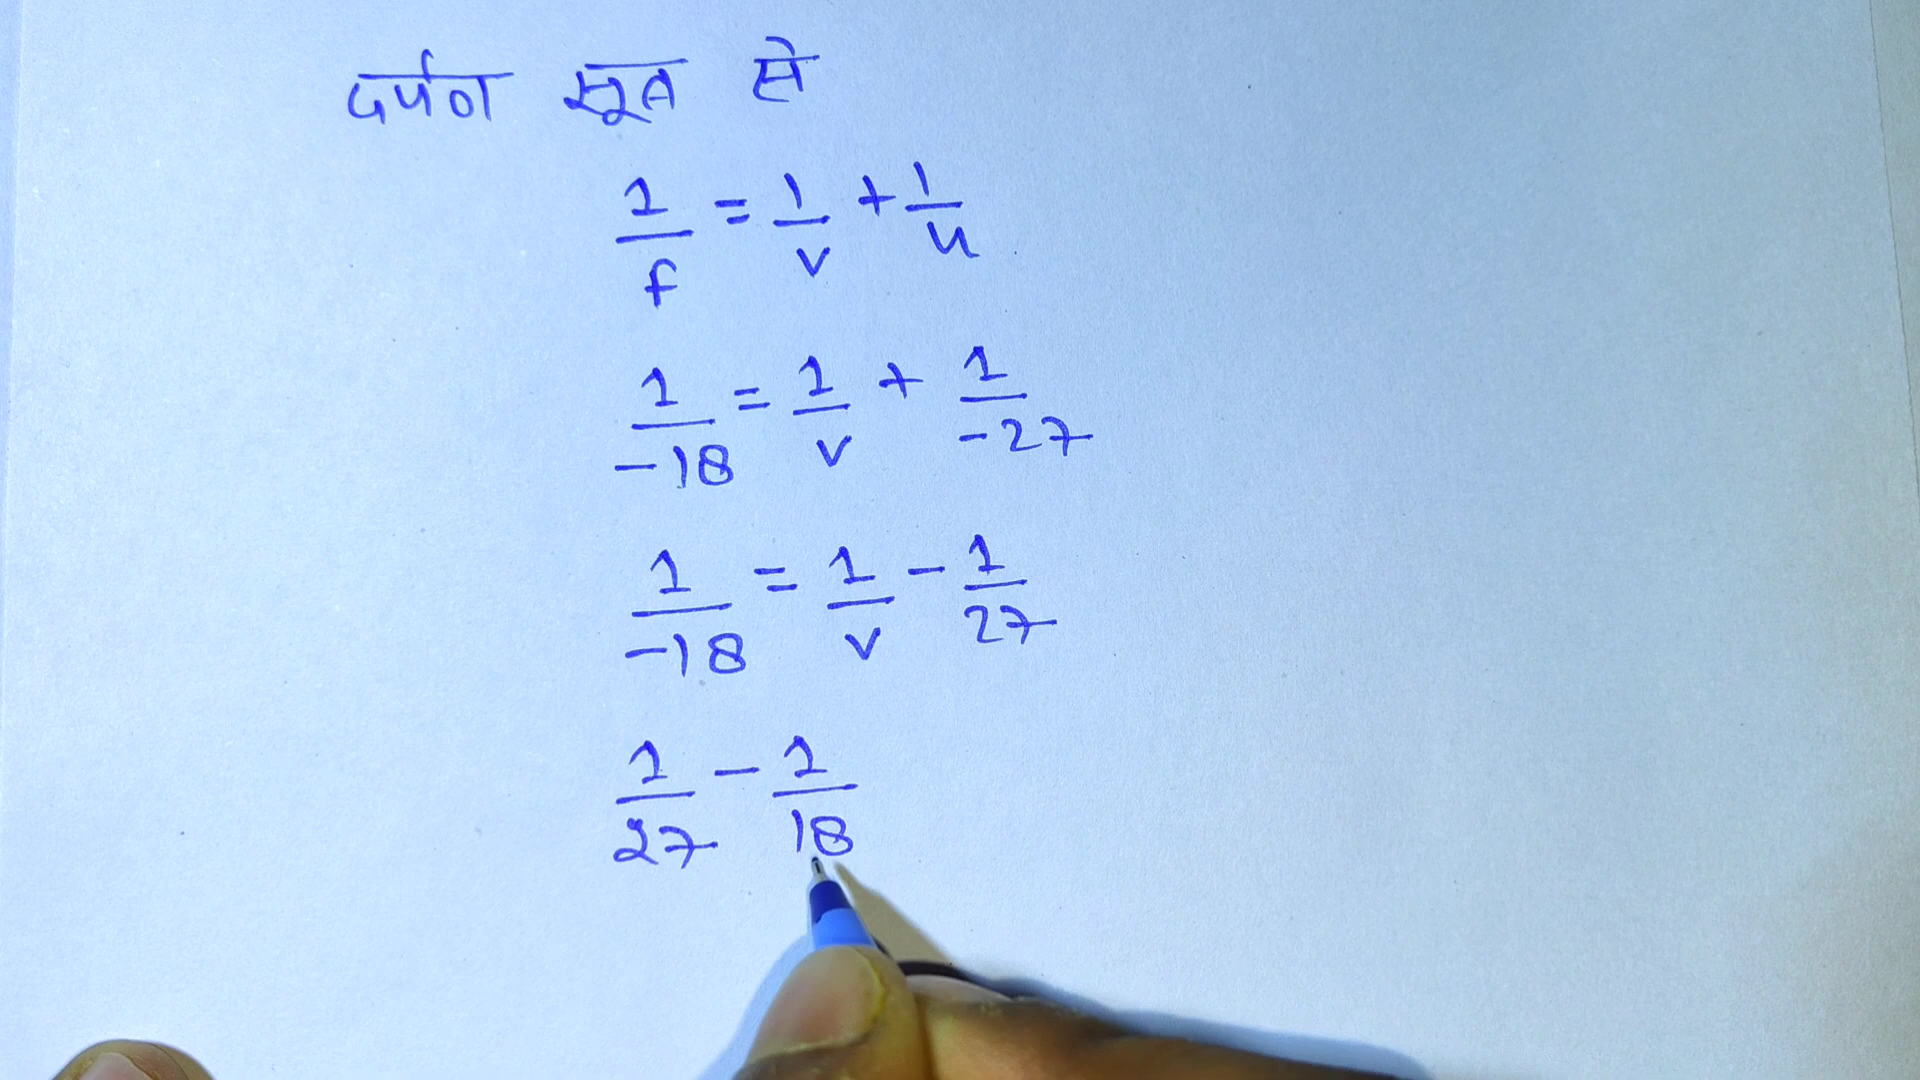 दर्पण सूत्र से
1/f = 1/v + 1/u
1/-18 = 1/v + 1/-27
1/-18 = 1/v - 1/27
1/27 - 1/18